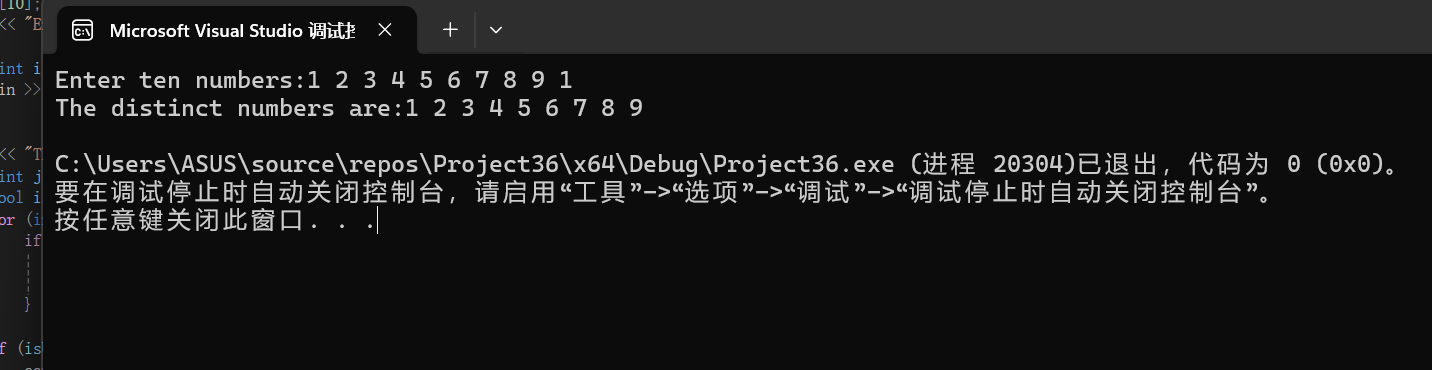 [10];
<< "E
Microsoft Visual Studio 调试控
int i
in >>
Enter ten numbers:1 2 3 4 5 6 7 8 9 1
The distinct numbers are:1 2 3 4 5 6 7 8 9
<< "T
C:\Users\ASUS\source\repos\Project36\x64\Debug\Project36.exe (进程 20304)已退出，代码为 0 (0x0)。
int j
ool i
要在调试停止时自动关闭控制台，请启用“工具”->“选项”->“调试”->“调试停止时自动关闭控制台”。
or (i
按任意键关闭此窗口. . .
if
}
f (is